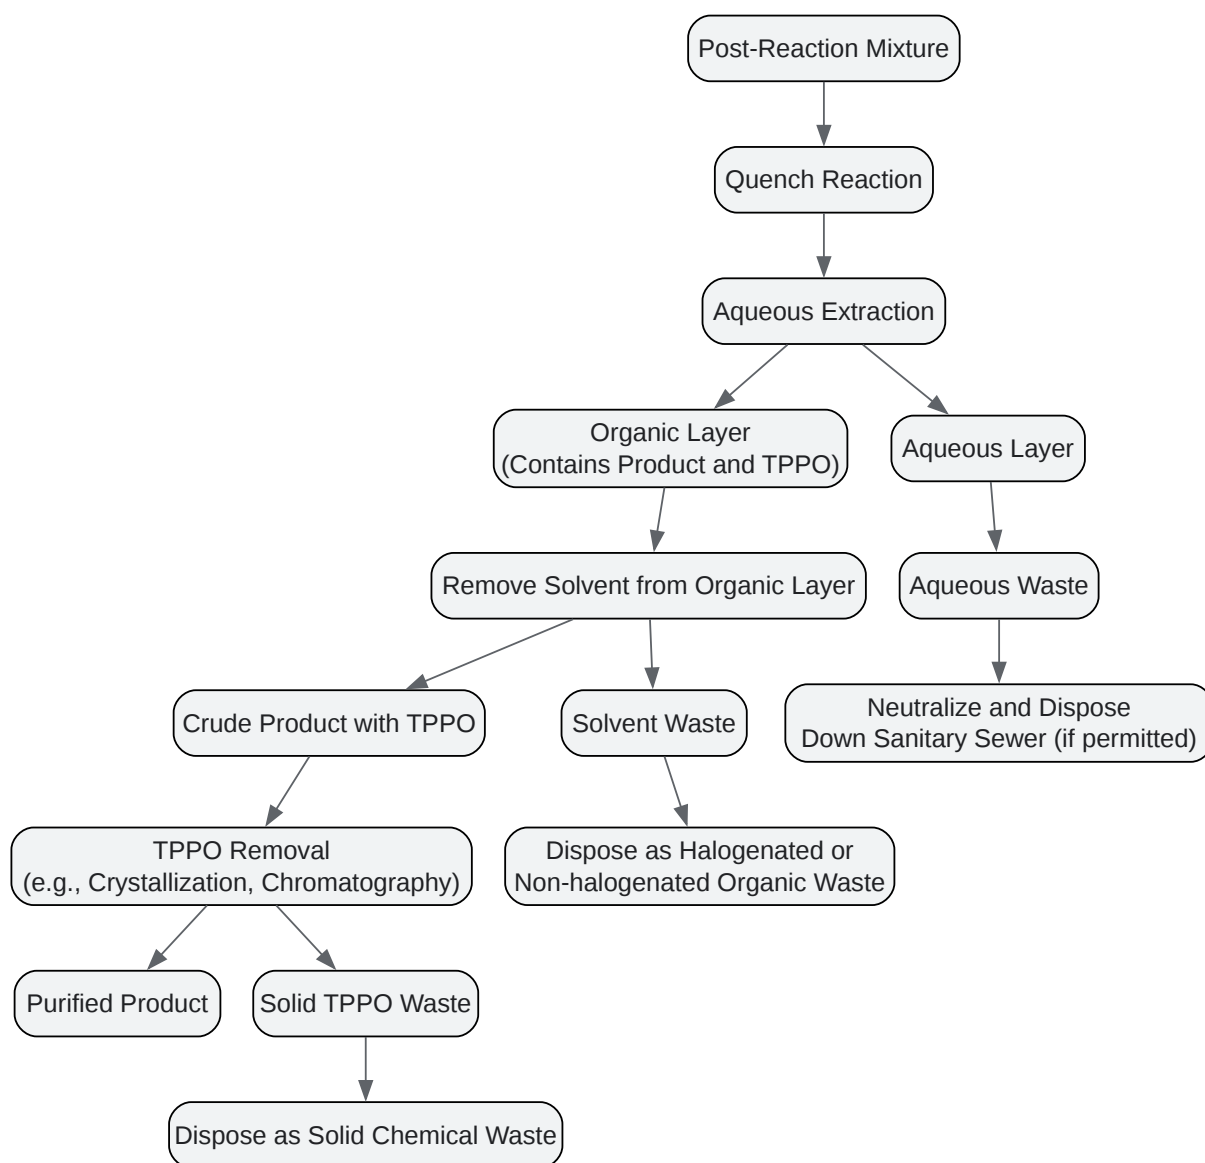 Post-Reaction Mixture
Quench Reaction
Aqueous Extraction
Organic Layer
(Contains Product and TPPO)
Aqueous Layer
Remove Solvent from Organic Layer
Aqueous Waste
Crude Product with TPPO
Solvent Waste
Neutralize and Dispose
Down Sanitary Sewer (if permitted)
TPPO Removal
(e.g., Crystallization, Chromatography)
Dispose as Halogenated or
Non-halogenated Organic Waste
Purified Product
Solid TPPO Waste
Dispose as Solid Chemical Waste